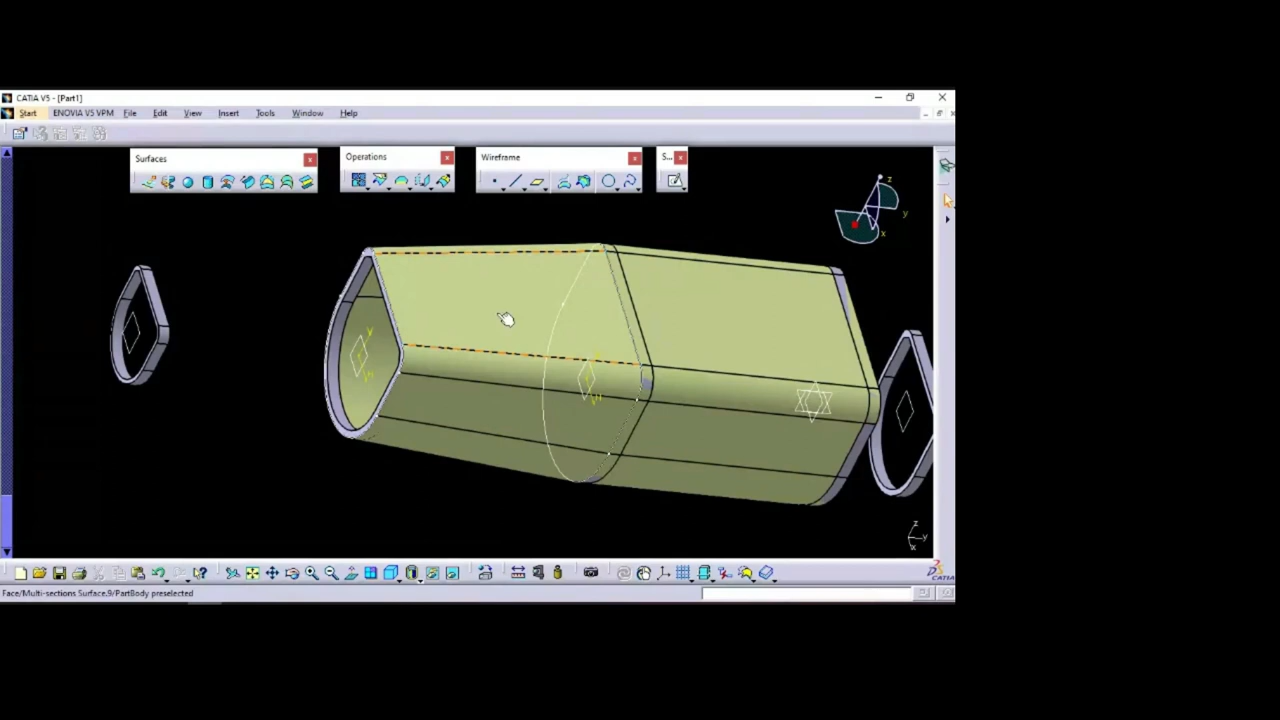 CATIA V5 - [Part1]
Start ENOVIA V5 VPM File Edit View Insert Tools Window Help
Surfaces
Operations
Wireframe
S...
z
y
x
V
H
V
H
z
y
x
CATIA
Face/Multi-sections Surface.9/PartBody preselected